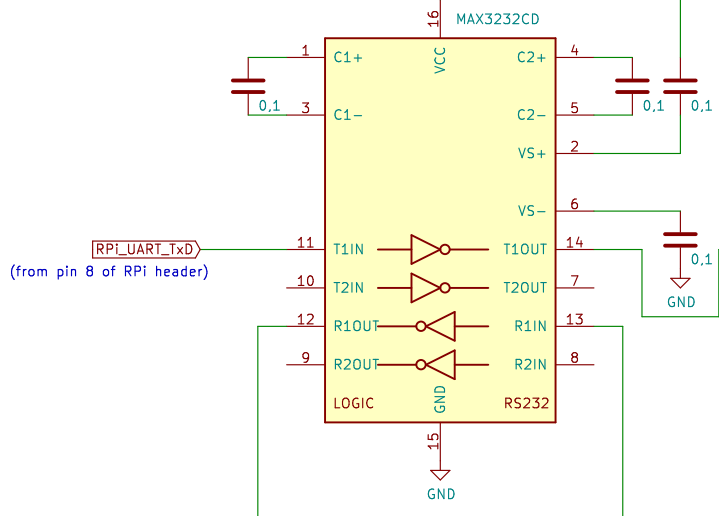 16
MAX3232CD
1
C1+
VCC
C2+
4
0,1
0,1
0,1
3
C1-
C2-
5
VS+
2
VS-
6
RPi_UART_TxD
11
T1IN
T1OUT
14
0,1
(from pin 8 of RPi header)
10
T2IN
T2OUT
7
GND
12
R1OUT
R1IN
13
9
R2OUT
R2IN
8
LOGIC
GND
RS232
15
GND